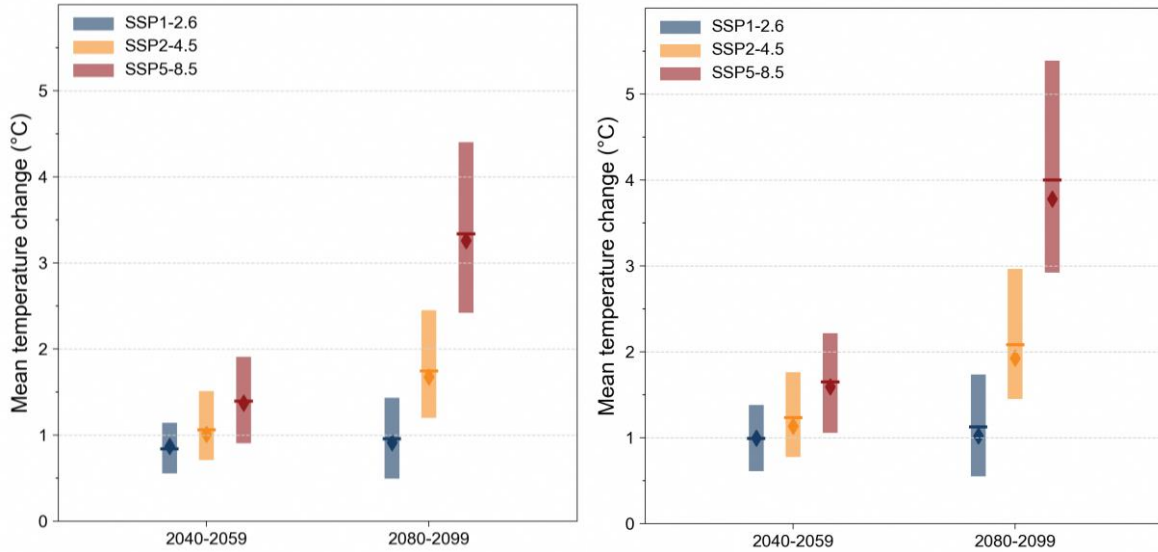 SSP1-2.6
SSP2-4.5
SSP5-8.5
Mean temperature change (°C)
5
4
3
2
1
0
2040-2059
2080-2099
SSP1-2.6
SSP2-4.5
SSP5-8.5
Mean temperature change (°C)
5
4
3
2
1
0
2040-2059
2080-2099